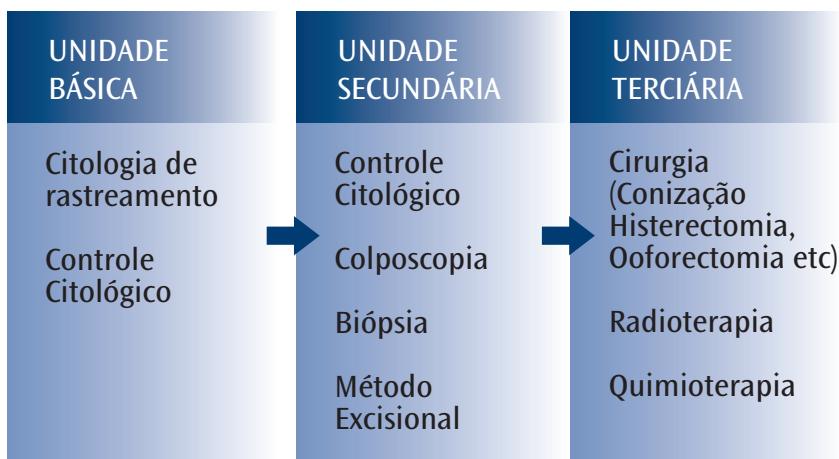 UNIDADE
BÁSICA
Citologia de
rastreamento
Controle
Citológico
UNIDADE
SECUNDÁRIA
Controle
Citológico
Colposcopia
Biópsia
Método
Excisional
UNIDADE
TERCIÁRIA
Cirurgia
(Conização
Histerectomia,
Ooforectomia etc)
Radioterapia
Quimioterapia